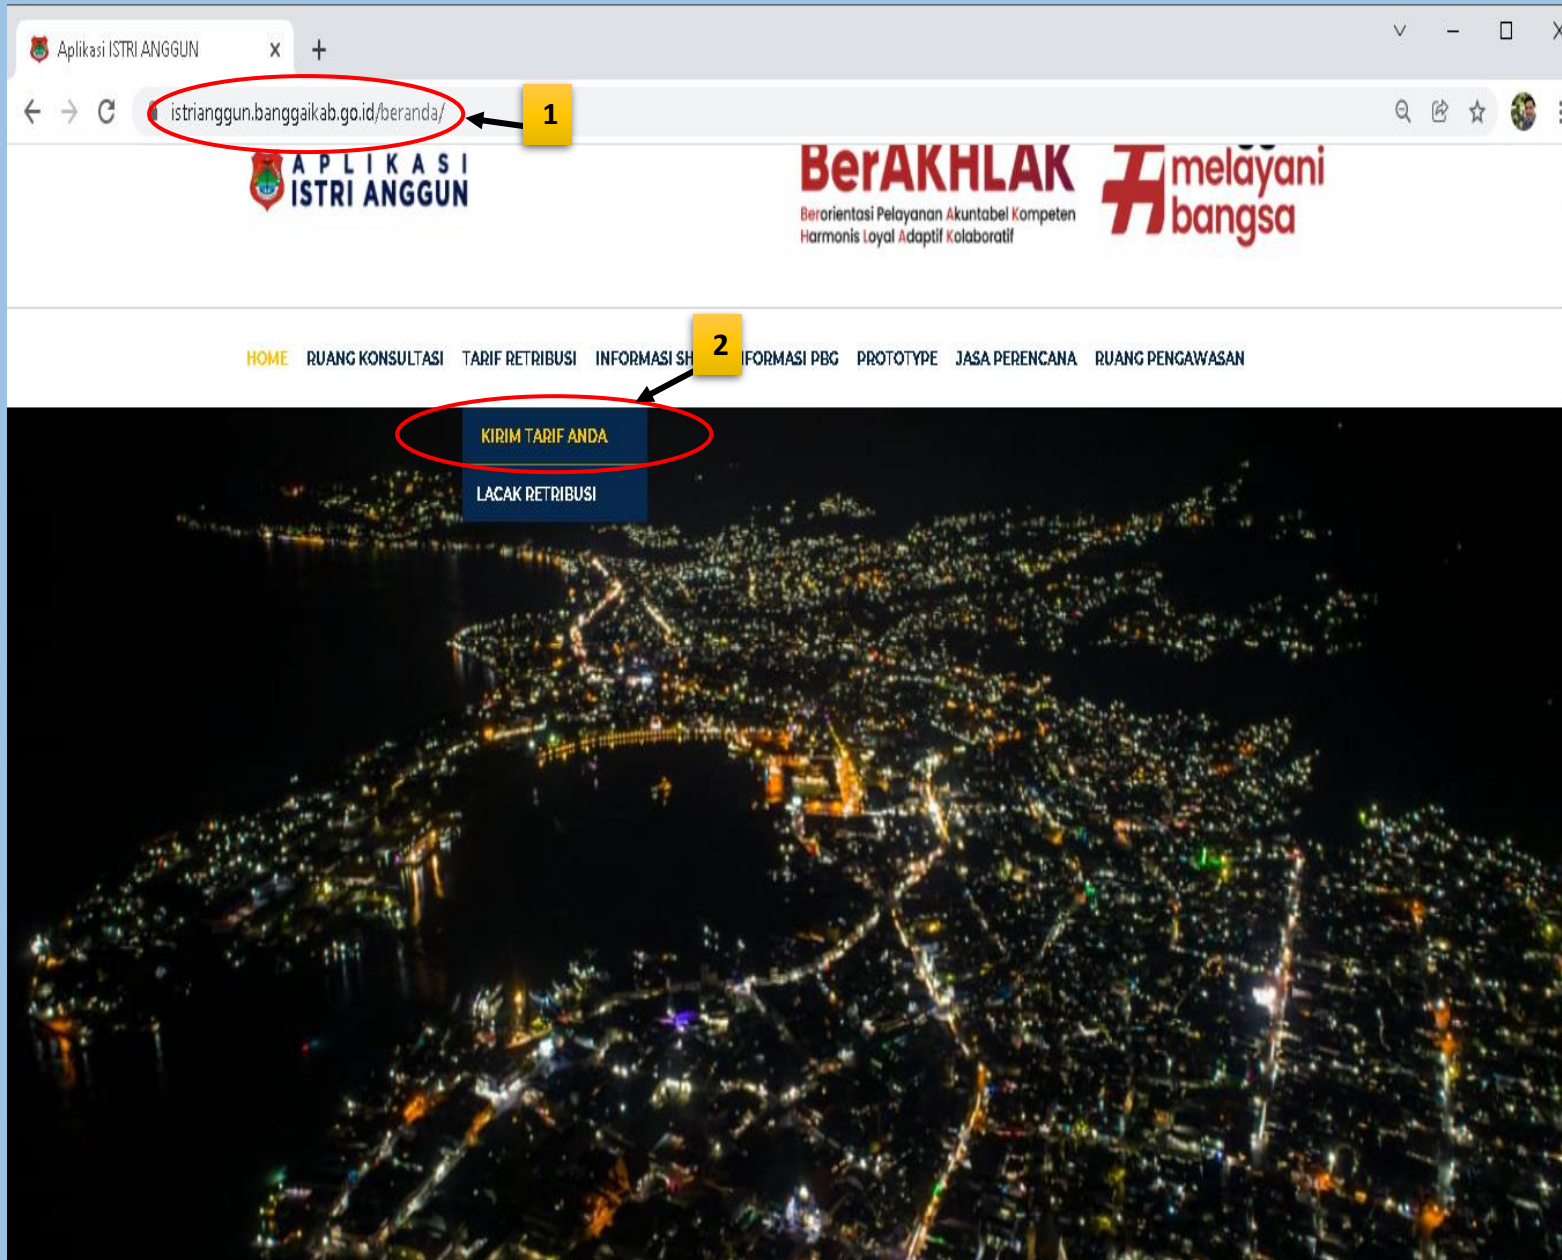 Aplikasi ISTRI ANGGUN
istrianggun.banggaikab.go.id/beranda/
1
APLIKASI
ISTRI ANGGUN
BerAKHLAK
Berorientasi Pelayanan Akuntabel Kompeten
Harmonis Loyal Adaptif Kolaboratif
# melayani
bangsa
2
HOME RUANG KONSULTASI TARIF RETRIBUSI INFORMASI PBG PROTOTYPE JASA PERENCANA RUANG PENGAWASAN
KIRIM TARIF ANDA
LACAK RETRIBUSI